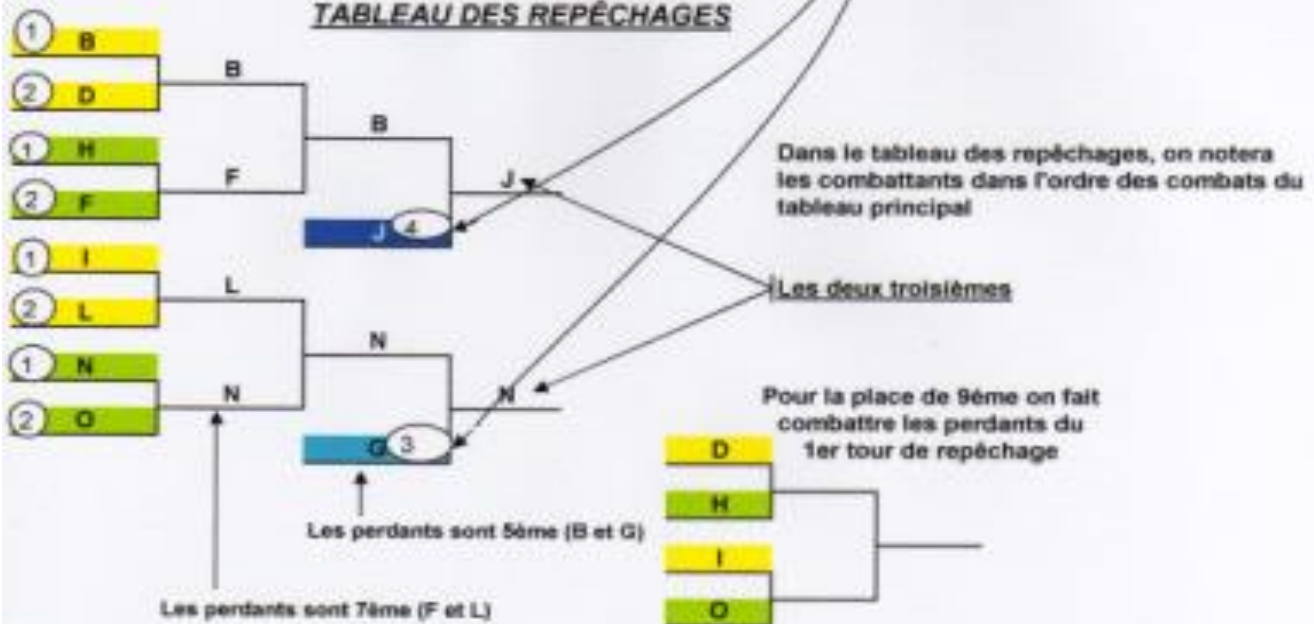 TABLEAU DES REPÊCHAGES
1 B
2 D
B
1 H
2 F
F
B
J 4
J
1 I
2 L
L
1 N
2 O
N
N
G 3
N
Dans le tableau des repêchages, on notera
les combattants dans l'ordre des combats du
tableau principal
Les deux troisièmes
Pour la place de 9éme on fait
combattre les perdants du
1er tour de repêchage
D
H
I
O
Les perdants sont 5ème (B et G)
Les perdants sont 7ème (F et L)